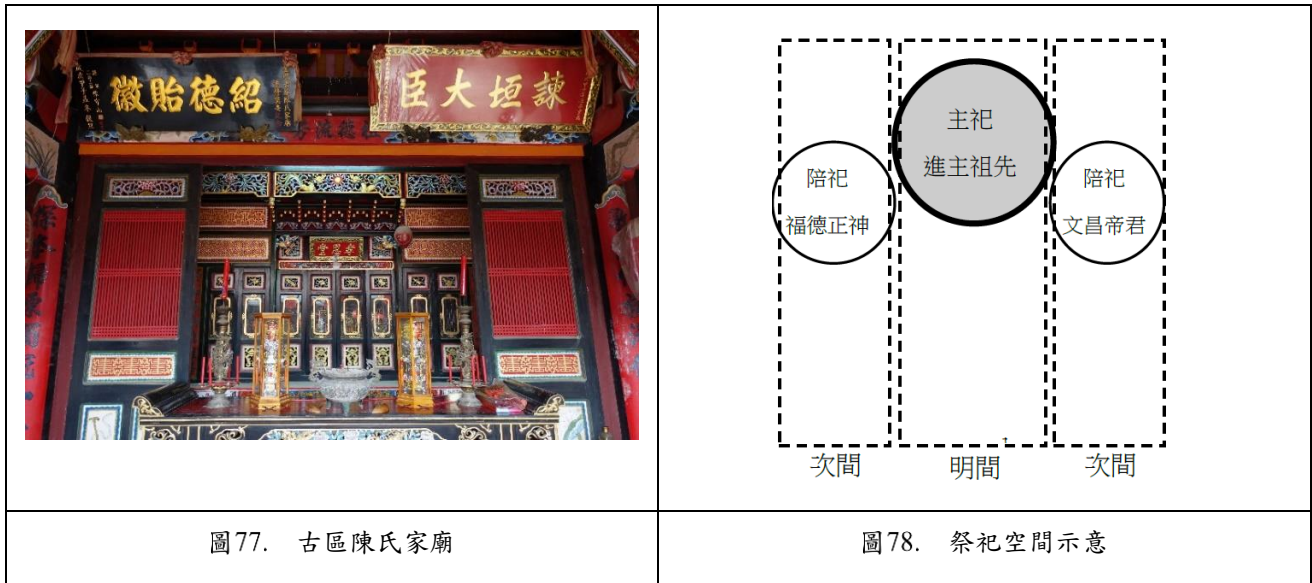 諫垣大臣
紹德貽徽
主祀
進主祖先
陪祀
福德正神
陪祀
文昌帝君
次間
明間
次間
圖77. 古區陳氏家廟
圖78. 祭祀空間示意